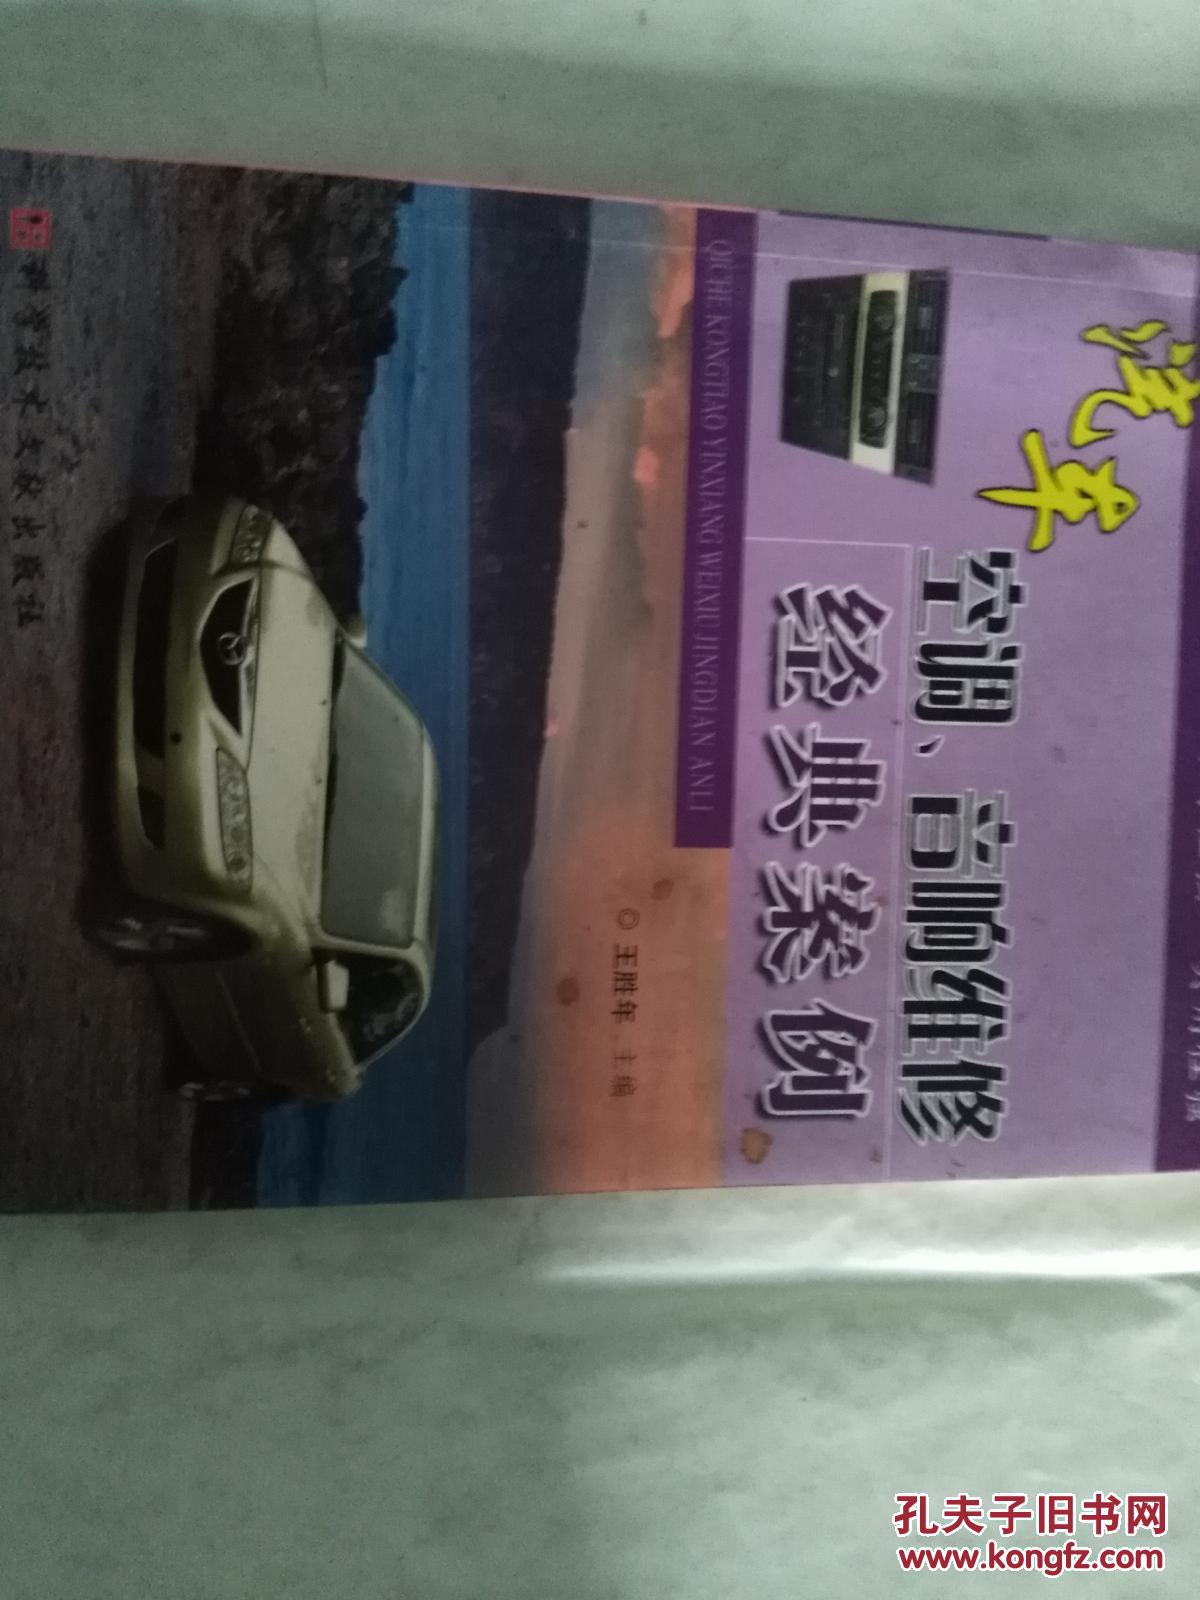 汽车
空调、音响维修
经典案例
QICHE KONGTIAO YINXIANG WEIXIU JINGDIAN ANLI
◎ 王胜年 主编
科学技术文献出版社
孔夫子旧书网
www.kongfz.com